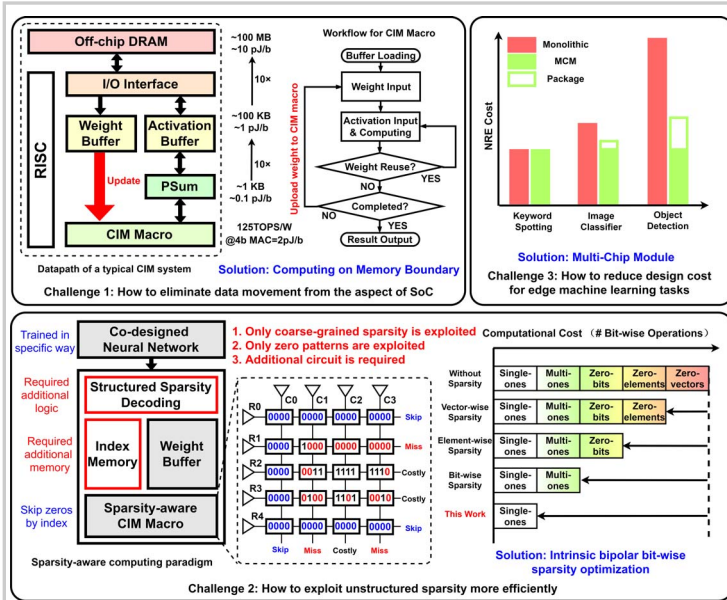 Off-chip DRAM
I/O Interface
RISC
Weight
Buffer
Activation
Buffer
Update
PSum
CIM Macro
Datapath of a typical CIM system
~100 MB
~10 pJ/b
10×
~100 KB
~1 pJ/b
10×
~1 KB
~0.1 pJ/b
125TOPS/W
@4b MAC=2pJ/b
Workflow for CIM Macro
Buffer Loading
Weight Input
Activation Input
& Computing
Weight Reuse?
YES
NO
Completed?
NO
YES
Result Output
Upload weight to CIM macro
Solution: Computing on Memory Boundary
Challenge 1: How to eliminate data movement from the aspect of SoC
NRE Cost
Monolithic
MCM
Package
Keyword
Spotting
Image
Classifier
Object
Detection
Solution: Multi-Chip Module
Challenge 3: How to reduce design cost
for edge machine learning tasks
Trained in
specific way
Co-designed
Neural Network
Required
additional
logic
Structured Sparsity
Decoding
Required
additional
memory
Index
Memory
Weight
Buffer
Skip zeros
by index
Sparsity-aware
CIM Macro
Sparsity-aware computing paradigm
1. Only coarse-grained sparsity is exploited
2. Only zero patterns are exploited
3. Additional circuit is required
C0 C1 C2 C3
R0 0000 0000 0000 0000 Skip
R1 0000 1000 0000 0000 Miss
R2 0000 0011 1111 1110 Costly
R3 0000 0100 1101 0010 Costly
R4 0000 0000 0000 0000 Skip
Skip Miss Costly Miss
Computational Cost (# Bit-wise Operations)
Without
Sparsity
Single-
ones
Multi-
ones
Zero-
bits
Zero-
elements
Zero-
vectors
Vector-wise
Sparsity
Single-
ones
Multi-
ones
Zero-
bits
Zero-
elements
Element-wise
Sparsity
Single-
ones
Multi-
ones
Zero-
bits
Bit-wise
Sparsity
Single-
ones
Multi-
ones
This Work
Single-
ones
Solution: Intrinsic bipolar bit-wise
sparsity optimization
Challenge 2: How to exploit unstructured sparsity more efficiently